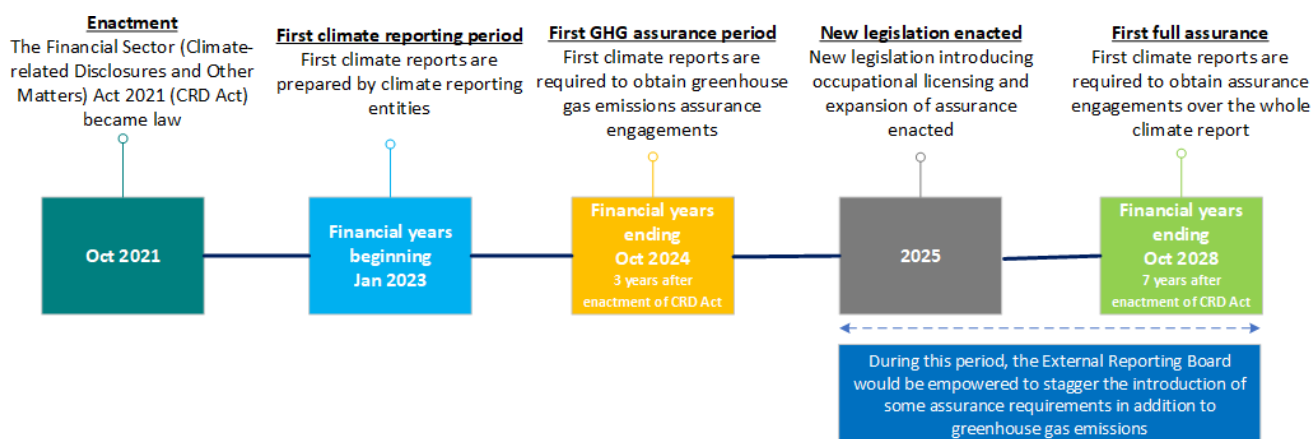 Enactment
The Financial Sector (Climate-
related Disclosures and Other
Matters) Act 2021 (CRD Act)
became law
First climate reporting period
First climate reports are
prepared by climate reporting
entities
First GHG assurance period
First climate reports are
required to obtain greenhouse
gas emissions assurance
engagements
New legislation enacted
New legislation introducing
occupational licensing and
expansion of assurance
enacted
First full assurance
First climate reports are
required to obtain assurance
engagements over the whole
climate report
Oct 2021
Financial years
beginning
Jan 2023
Financial years
ending
Oct 2024
3 years after
enactment of CRD Act
2025
Financial years
ending
Oct 2028
7 years after
enactment of CRD Act
During this period, the External Reporting Board
would be empowered to stagger the introduction of
some assurance requirements in addition to
greenhouse gas emissions